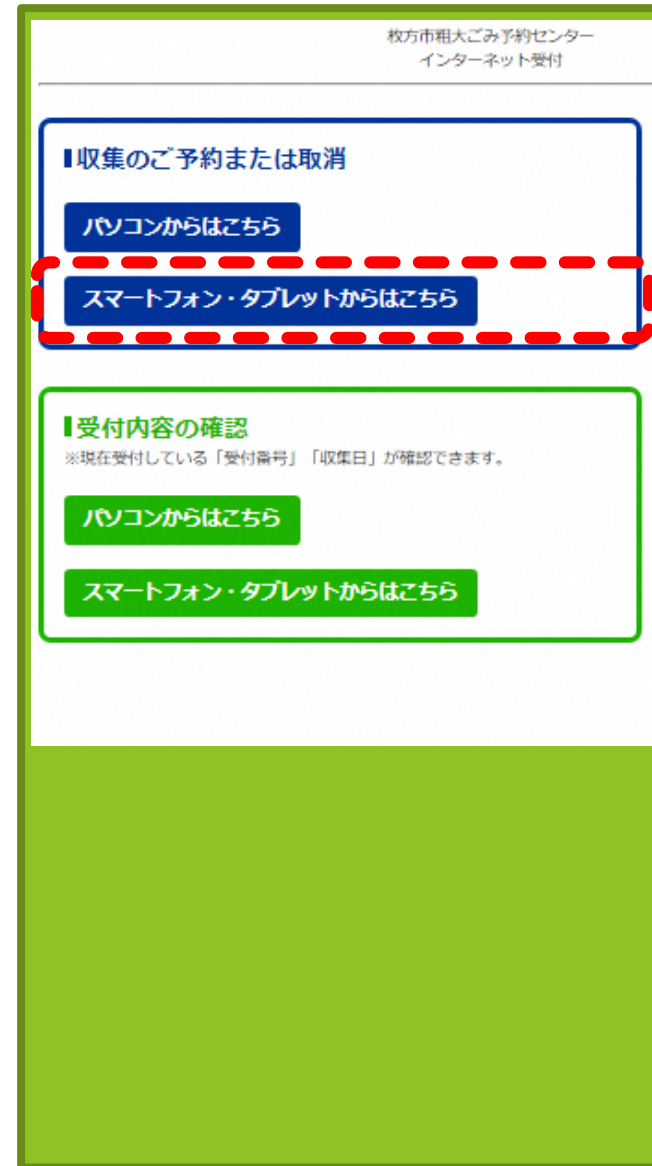 枚方市粗大ごみ予約センター
インターネット受付
収集のご予約または取消
パソコンからはこちら
スマートフォン・タブレットからはこちら
受付内容の確認
※現在受付している「受付番号」「収集日」が確認できます。
パソコンからはこちら
スマートフォン・タブレットからはこちら